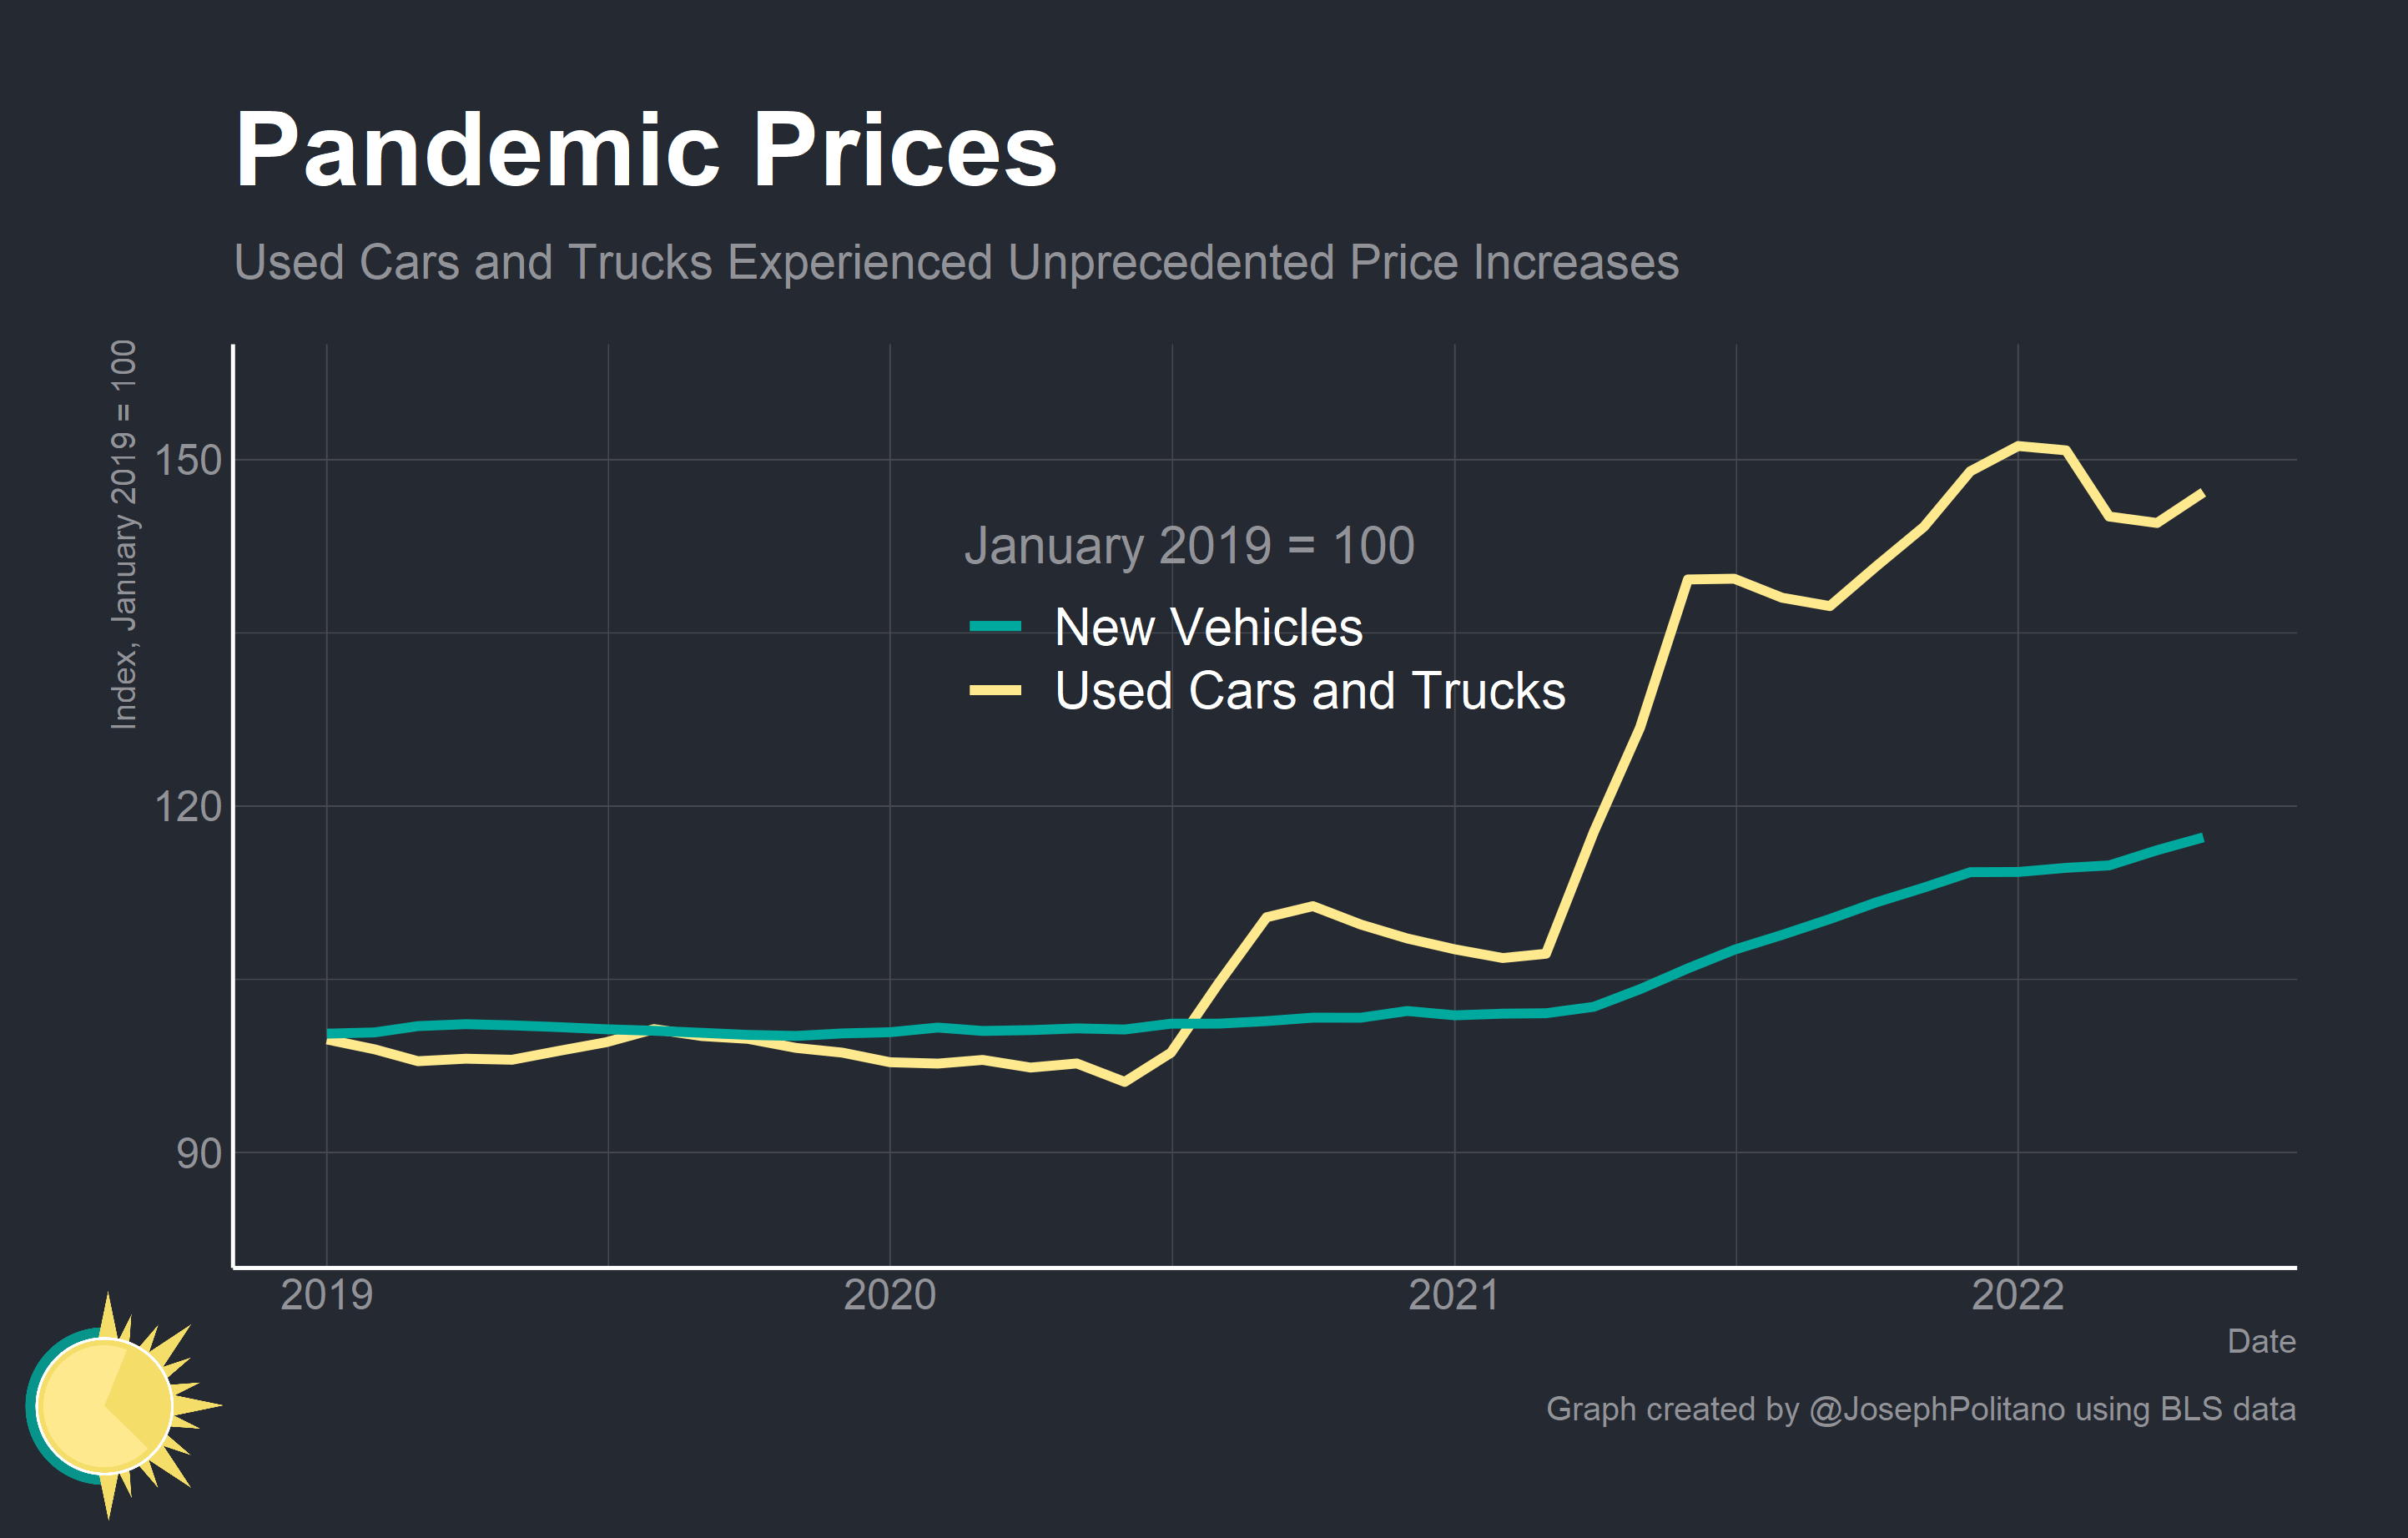 Pandemic Prices
Used Cars and Trucks Experienced Unprecedented Price Increases
Index, January 2019 = 100
150
120
90
January 2019 = 100
New Vehicles
Used Cars and Trucks
2019
2020
2021
2022
Date
Graph created by @JosephPolitano using BLS data